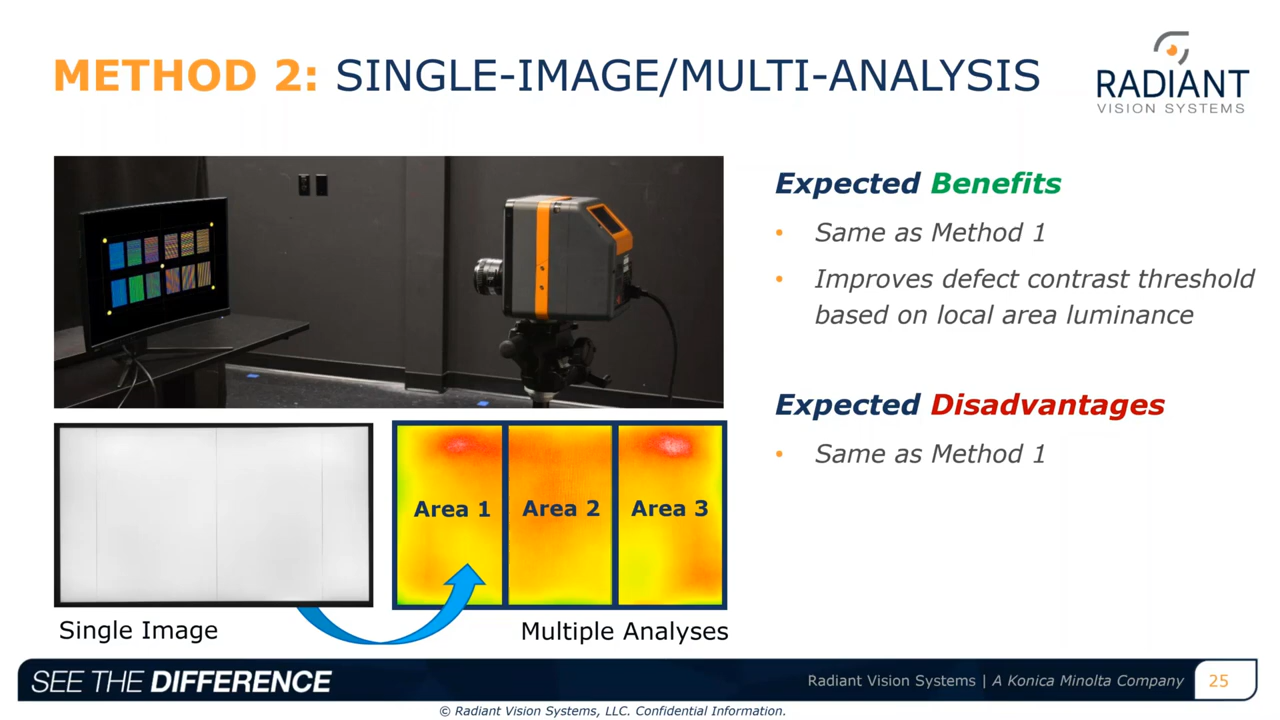 METHOD 2: SINGLE-IMAGE/MULTI-ANALYSIS
RADIANT
VISION SYSTEMS
Expected Benefits
• Same as Method 1
• Improves defect contrast threshold
based on local area luminance
Expected Disadvantages
• Same as Method 1
Area 1
Area 2
Area 3
Single Image
Multiple Analyses
SEE THE DIFFERENCE
Radiant Vision Systems | A Konica Minolta Company
25
© Radiant Vision Systems, LLC. Confidential Information.